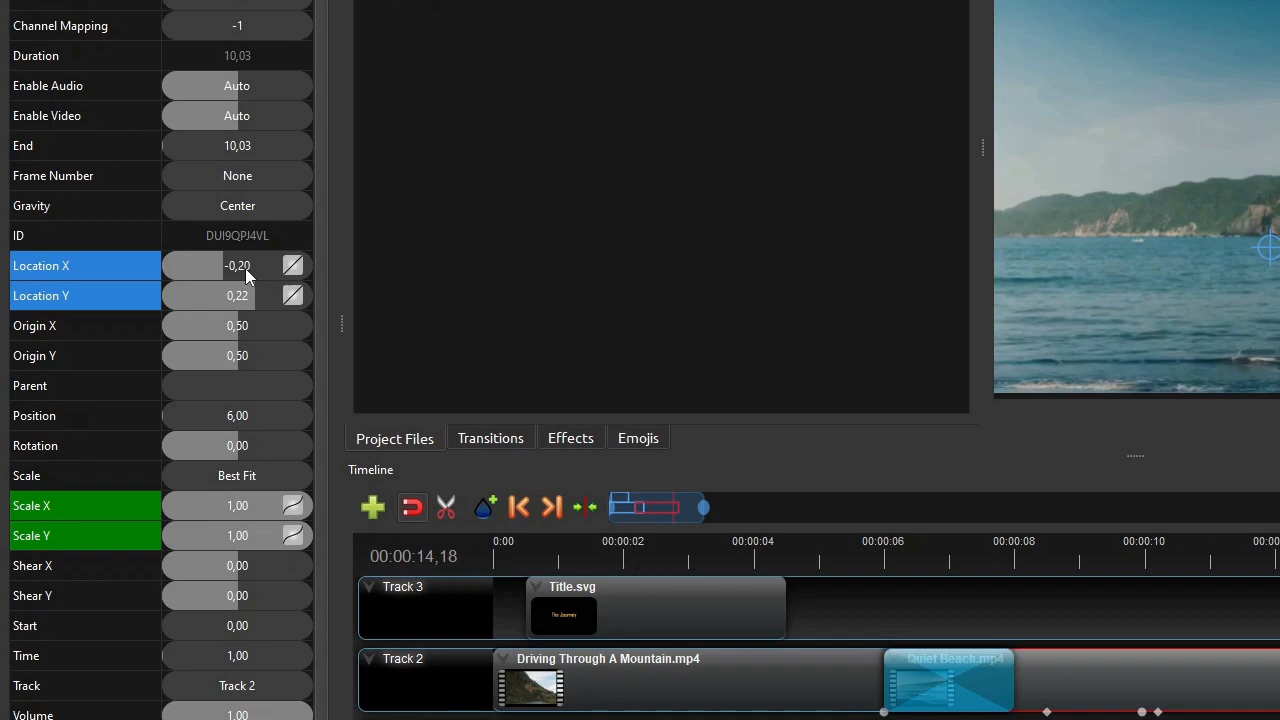 Channel Mapping -1
Duration 10,03
Enable Audio Auto
Enable Video Auto
End 10,03
Frame Number None
Gravity Center
ID DUI9QPJ4VL
Location X -0,20
Location Y 0,22
Origin X 0,50
Origin Y 0,50
Parent
Position 6,00
Rotation 0,00
Scale Best Fit
Scale X 1,00
Scale Y 1,00
Shear X 0,00
Shear Y 0,00
Start 0,00
Time 1,00
Track Track 2
Volume 1,00
Project Files Transitions Effects Emojis
Timeline
00:00:14,18
0:00 00:00:02 00:00:04 00:00:06 00:00:08 00:00:10 00:00
Track 3 Title.svg
The Journey
Track 2 Driving Through A Mountain.mp4 Quiet Beach.mp4